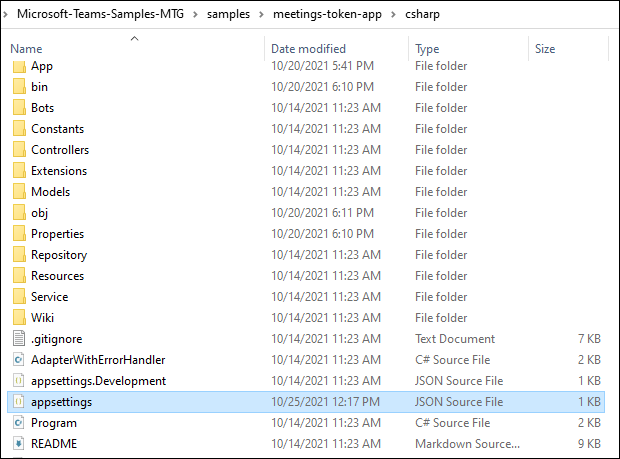 Microsoft-Teams-Samples-MTG > samples > meetings-token-app > csharp
Name Date modified Type Size
App 10/20/2021 5:41 PM File folder
bin 10/20/2021 6:10 PM File folder
Bots 10/14/2021 11:23 AM File folder
Constants 10/14/2021 11:23 AM File folder
Controllers 10/14/2021 11:23 AM File folder
Extensions 10/14/2021 11:23 AM File folder
Models 10/14/2021 11:23 AM File folder
obj 10/20/2021 6:11 PM File folder
Properties 10/20/2021 6:10 PM File folder
Repository 10/14/2021 11:23 AM File folder
Resources 10/14/2021 11:23 AM File folder
Service 10/14/2021 11:23 AM File folder
Wiki 10/14/2021 11:23 AM File folder
.gitignore 10/14/2021 11:23 AM Text Document 7 KB
AdapterWithErrorHandler 10/14/2021 11:23 AM C# Source File 2 KB
appsettings.Development 10/14/2021 11:23 AM JSON Source File 1 KB
appsettings 10/25/2021 12:17 PM JSON Source File 1 KB
Program 10/14/2021 11:23 AM C# Source File 2 KB
README 10/14/2021 11:23 AM Markdown Source... 9 KB